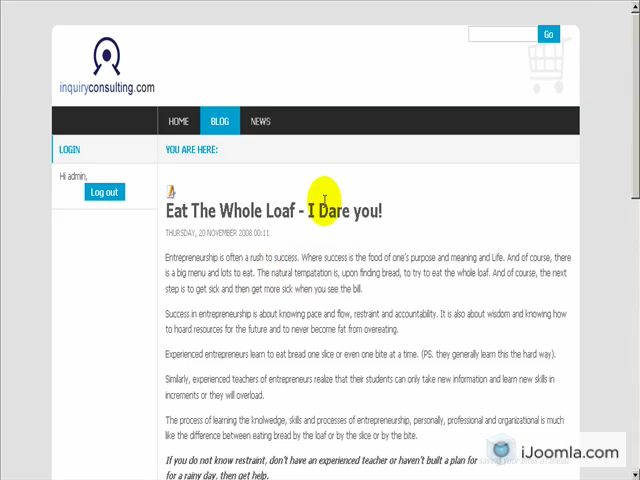 Go
inquiryconsulting.com
HOME BLOG NEWS
LOGIN
YOU ARE HERE:
Hi admin,
Log out
Eat The Whole Loaf - I Dare you!
THURSDAY, 20 NOVEMBER 2008 00:11
Entrepreneurship is often a rush to success. Where success is the food of one's purpose and meaning and Life. And of course, there
is a big menu and lots to eat. The natural tempatation is, upon finding bread, to try to eat the whole loaf. And of course, the next
step is to get sick and then get more sick when you see the bill.
Success in entrepreneurship is about knowing pace and flow, restraint and accountability. It is also about wisdom and knowing how
to hoard resources for the future and to never become fat from overeating.
Experienced entrepreneurs learn to eat bread one slice or even one bite at a time. (PS. they generally learn this the hard way).
Similarly, experienced teachers of entrepreneurs realize that their students can only take new information and learn new skills in
increments or they will overload.
The process of learning the knolwedge, skills and processes of entrepreneurship, personally, professional and organizational is much
like the difference between eating bread by the loaf or by the slice or by the bite.
If you do not know restraint, don't have an experienced teacher or haven't built a plan for
for a rainy day, then get help.
iJoomla.com